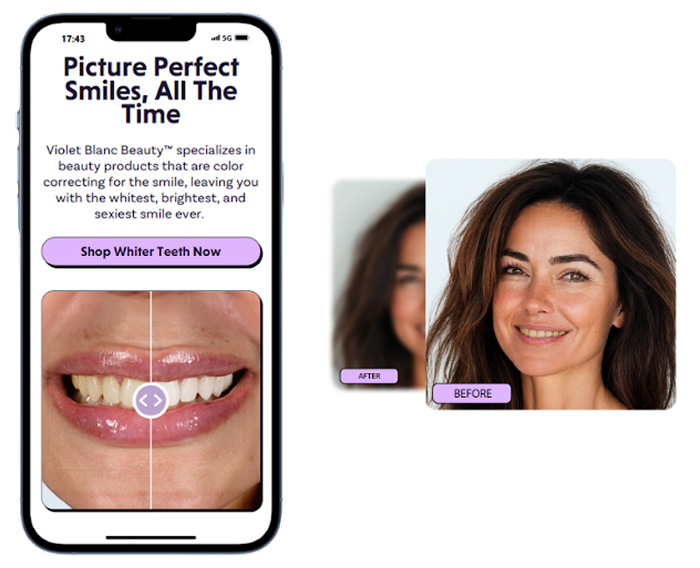 17:43
5G
Picture Perfect
Smiles, All The
Time
Violet Blanc Beauty™ specializes in
beauty products that are color
correcting for the smile, leaving you
with the whitest, brightest, and
sexiest smile ever.
Shop Whiter Teeth Now
AFTER
BEFORE